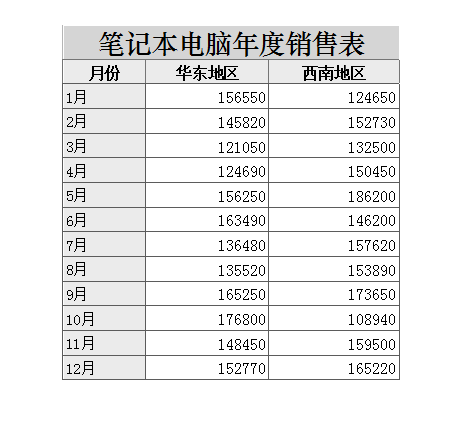 笔记本电脑年度销售表
月份 华东地区 西南地区
1月 156550 124650
2月 145820 152730
3月 121050 132500
4月 124690 150450
5月 156250 186200
6月 163490 146200
7月 136480 157620
8月 135520 153890
9月 165250 173650
10月 176800 108940
11月 148450 159500
12月 152770 165220